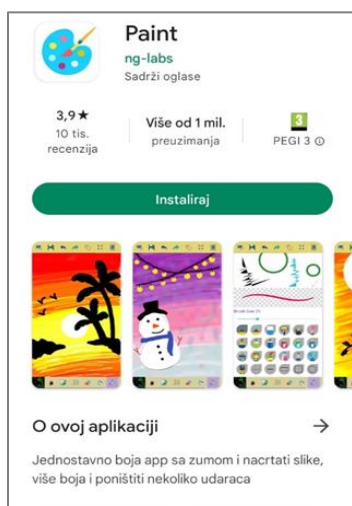 Paint
ng-labs
Sadrži oglase
3,9★
10 tis.
recenzija
Više od 1 mil.
preuzimanja
3
PEGI 3
Instaliraj
O ovoj aplikaciji
Jednostavno boja app sa zumom i nacrtati slike,
više boja i poništiti nekoliko udaraca